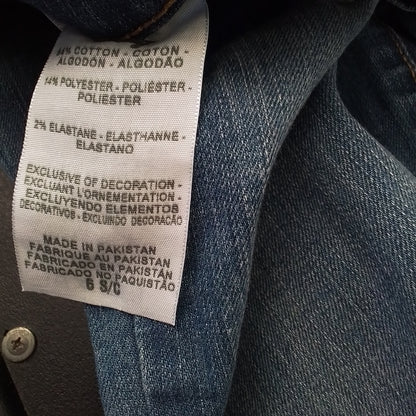 % COTTON - COTON -
ALGODÓN - ALGODÃO
14% POLYESTER - POLIÉSTER -
POLIESTER
2% ELASTANE - ELASTHANNE -
ELASTANO
EXCLUSIVE OF DECORATION -
EXCLUANT L'ORNEMENTATION -
EXCLUYENDO ELEMENTOS
DECORATIVOS - EXCLUINDO DECORAÇÃO
MADE IN PAKISTAN
FABRIQUE AU PAKISTAN
FABRICADO EN PAKISTAN
FABRICADO NO PAQUISTÃO
6 S/C